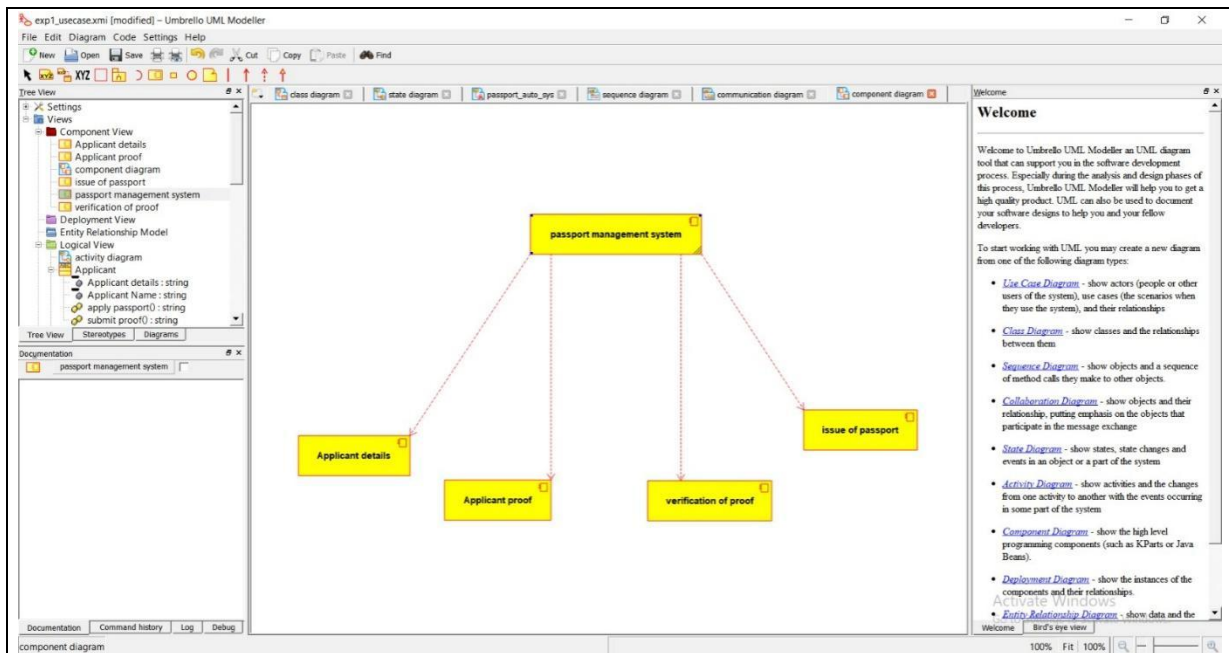 exp1_usecase.xmi [modified] – Umbrello UML Modeller
File Edit Diagram Code Settings Help
New Open Save Cut Copy Paste Find
XYZ XYZ
Tree View
Settings
Views
Component View
Applicant details
Applicant proof
component diagram
issue of passport
passport management system
verification of proof
Deployment View
Entity Relationship Model
Logical View
activity diagram
Applicant
Applicant details : string
Applicant Name : string
apply passport() : string
submit proof() : string
Tree View Stereotypes Diagrams
Documentation
passport management system
Documentation Command history Log Debug
component diagram
class diagram state diagram passport_auto_sys sequence diagram communication diagram component diagram
passport management system
Applicant details
Applicant proof
verification of proof
issue of passport
Welcome
Welcome
Welcome to Umbrello UML Modeller an UML diagram
tool that can support you in the software development
process. Especially during the analysis and design phases of
this process, Umbrello UML Modeller will help you to get a
high quality product. UML can also be used to document
your software designs to help you and your fellow
developers.
To start working with UML you may create a new diagram
from one of the following diagram types:
• Use Case Diagram - show actors (people or other
users of the system), use cases (the scenarios when
they use the system), and their relationships
• Class Diagram - show classes and the relationships
between them
• Sequence Diagram - show objects and a sequence
of method calls they make to other objects.
• Collaboration Diagram - show objects and their
relationship, putting emphasis on the objects that
participate in the message exchange
• State Diagram - show states, state changes and
events in an object or a part of the system
• Activity Diagram - show activities and the changes
from one activity to another with the events occurring
in some part of the system
• Component Diagram - show the high level
programming components (such as KParts or Java
Beans).
• Deployment Diagram - show the instances of the
components and their relationships.
Activate Windows
• Entity Relationship Diagram - show data and the
Welcome Bird's eye view
100% Fit 100%